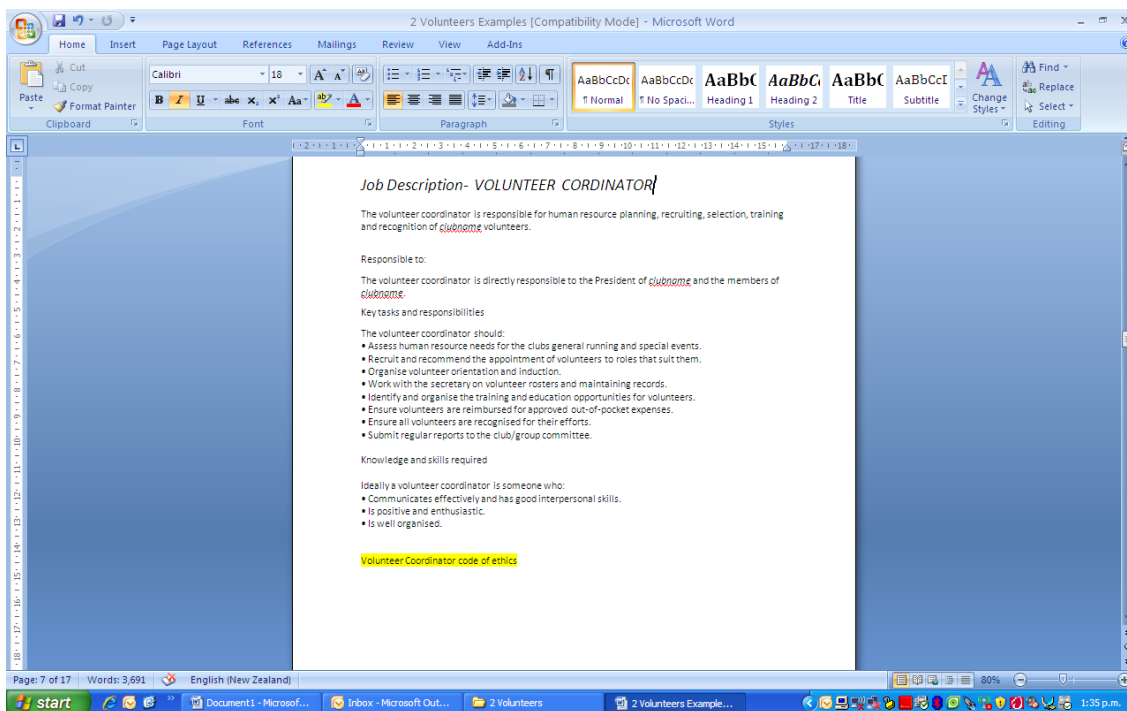 2 Volunteers Examples [Compatibility Mode] - Microsoft Word
Home Insert Page Layout References Mailings Review View Add-Ins
Paste
Cut
Copy
Format Painter
Clipboard
Calibri 18
B I U abc x₂ x² Aa
Font
Paragraph
AaBbCcDc AaBbCcDc AaBbC AaBbC AaBbC AaBbCcI
¶ Normal ¶ No Spaci... Heading 1 Heading 2 Title Subtitle
Change Styles
Styles
Find
Replace
Select
Editing
Job Description- VOLUNTEER CORDINATOR
The volunteer coordinator is responsible for human resource planning, recruiting, selection, training
and recognition of clubname volunteers.
Responsible to:
The volunteer coordinator is directly responsible to the President of clubname and the members of
clubname.
Key tasks and responsibilities
The volunteer coordinator should:
• Assess human resource needs for the clubs general running and special events.
• Recruit and recommend the appointment of volunteers to roles that suit them.
• Organise volunteer orientation and induction.
• Work with the secretary on volunteer rosters and maintaining records.
• Identify and organise the training and education opportunities for volunteers.
• Ensure volunteers are reimbursed for approved out-of-pocket expenses.
• Ensure all volunteers are recognised for their efforts.
• Submit regular reports to the club/group committee.
Knowledge and skills required
Ideally a volunteer coordinator is someone who:
• Communicates effectively and has good interpersonal skills.
• Is positive and enthusiastic.
• Is well organised.
Volunteer Coordinator code of ethics
Page: 7 of 17 Words: 3,691 English (New Zealand) 80%
start Document1 - Microsof... Inbox - Microsoft Out... 2 Volunteers 2 Volunteers Example... 1:35 p.m.